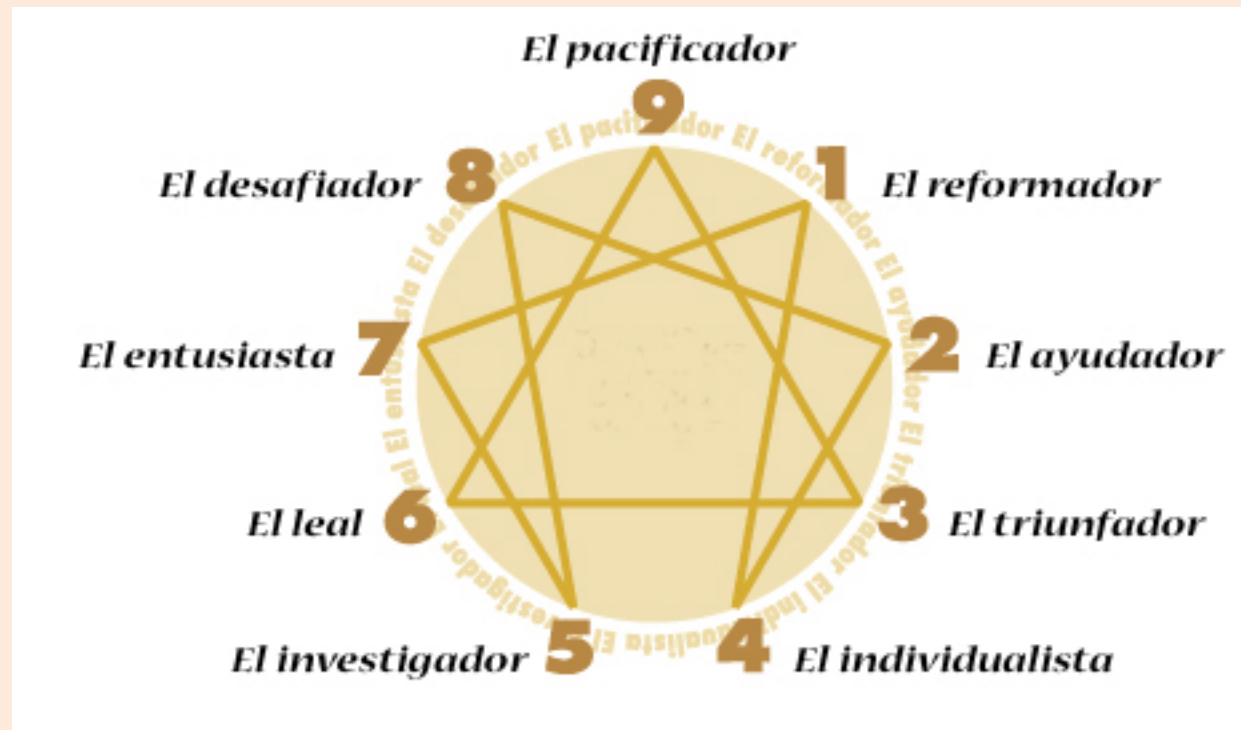 El pacificador
9
8
1
El desafiador
El reformador
7
2
El entusiasta
El ayudador
6
3
El leal
El triunfador
5
4
El investigador
El individualista